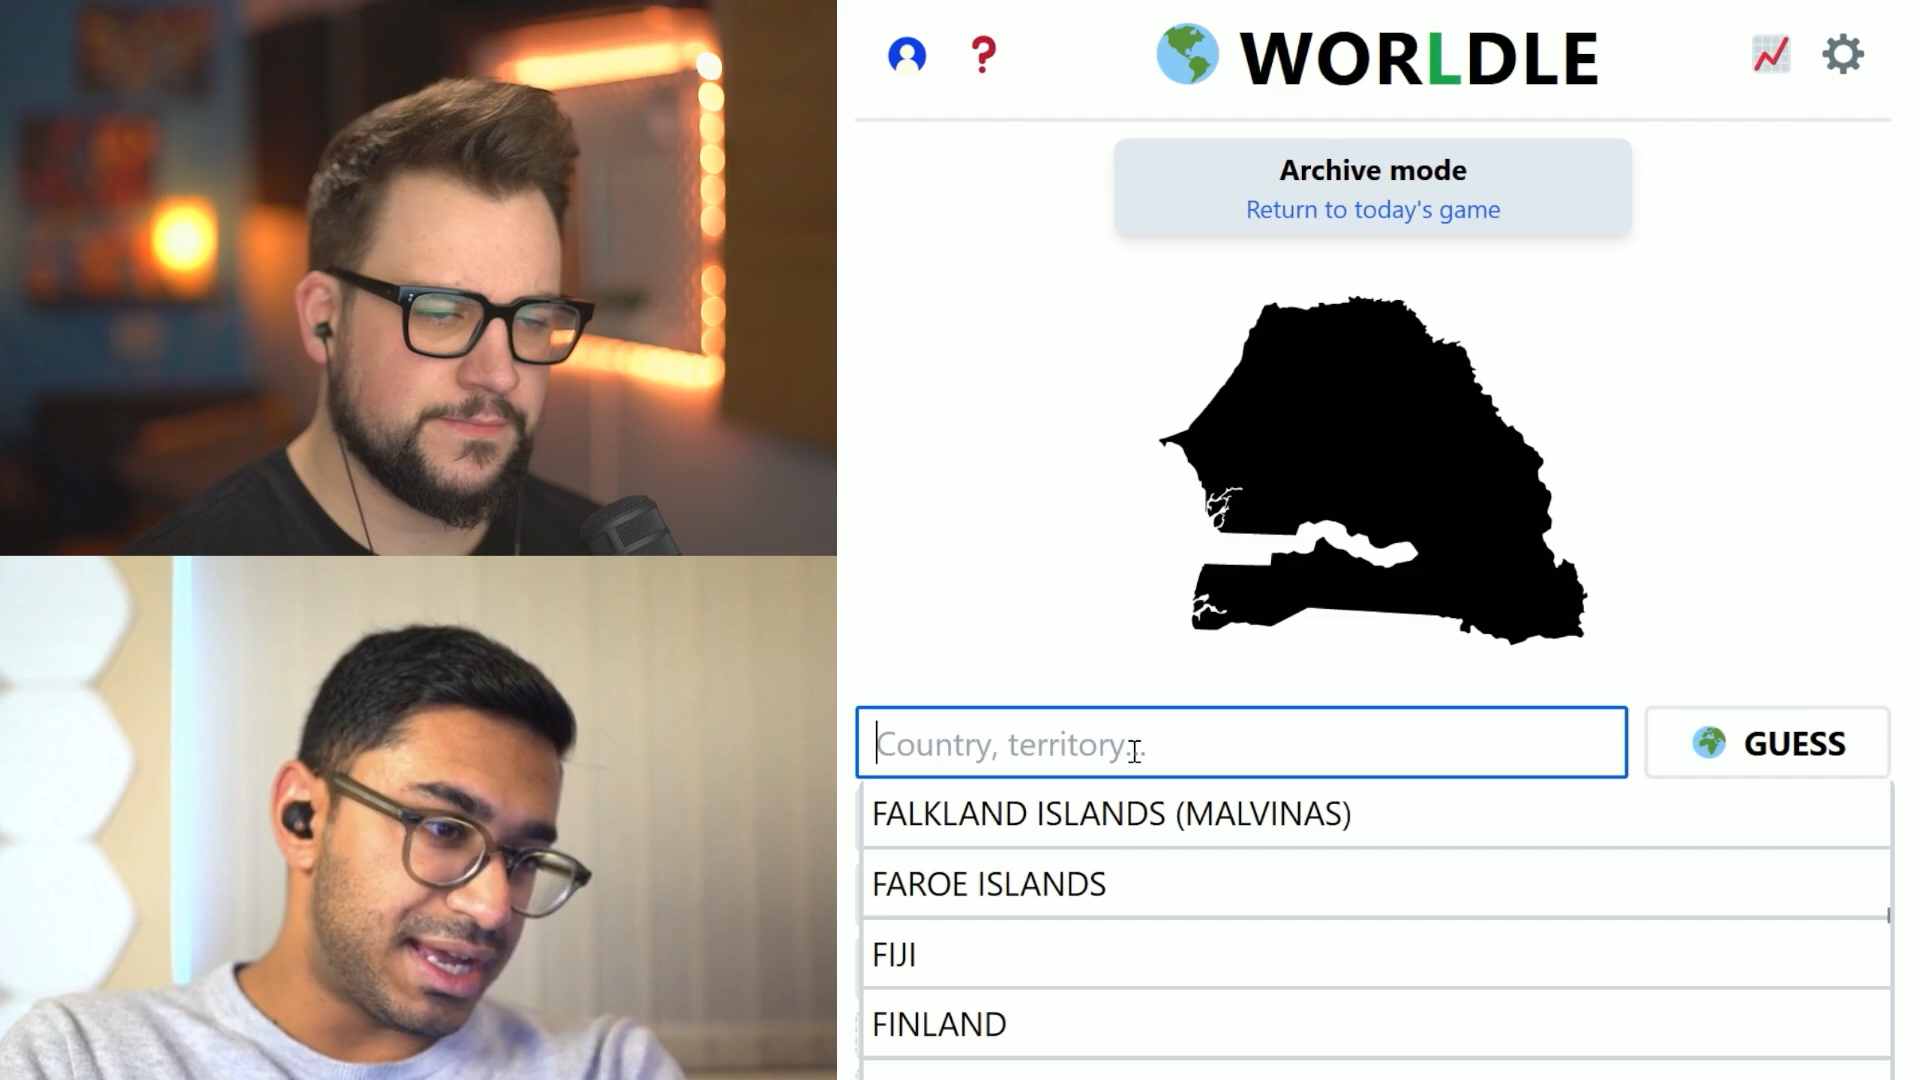 ?
WORLDLE
Archive mode
Return to today's game
Country, territory...
GUESS
FALKLAND ISLANDS (MALVINAS)
FAROE ISLANDS
FIJI
FINLAND